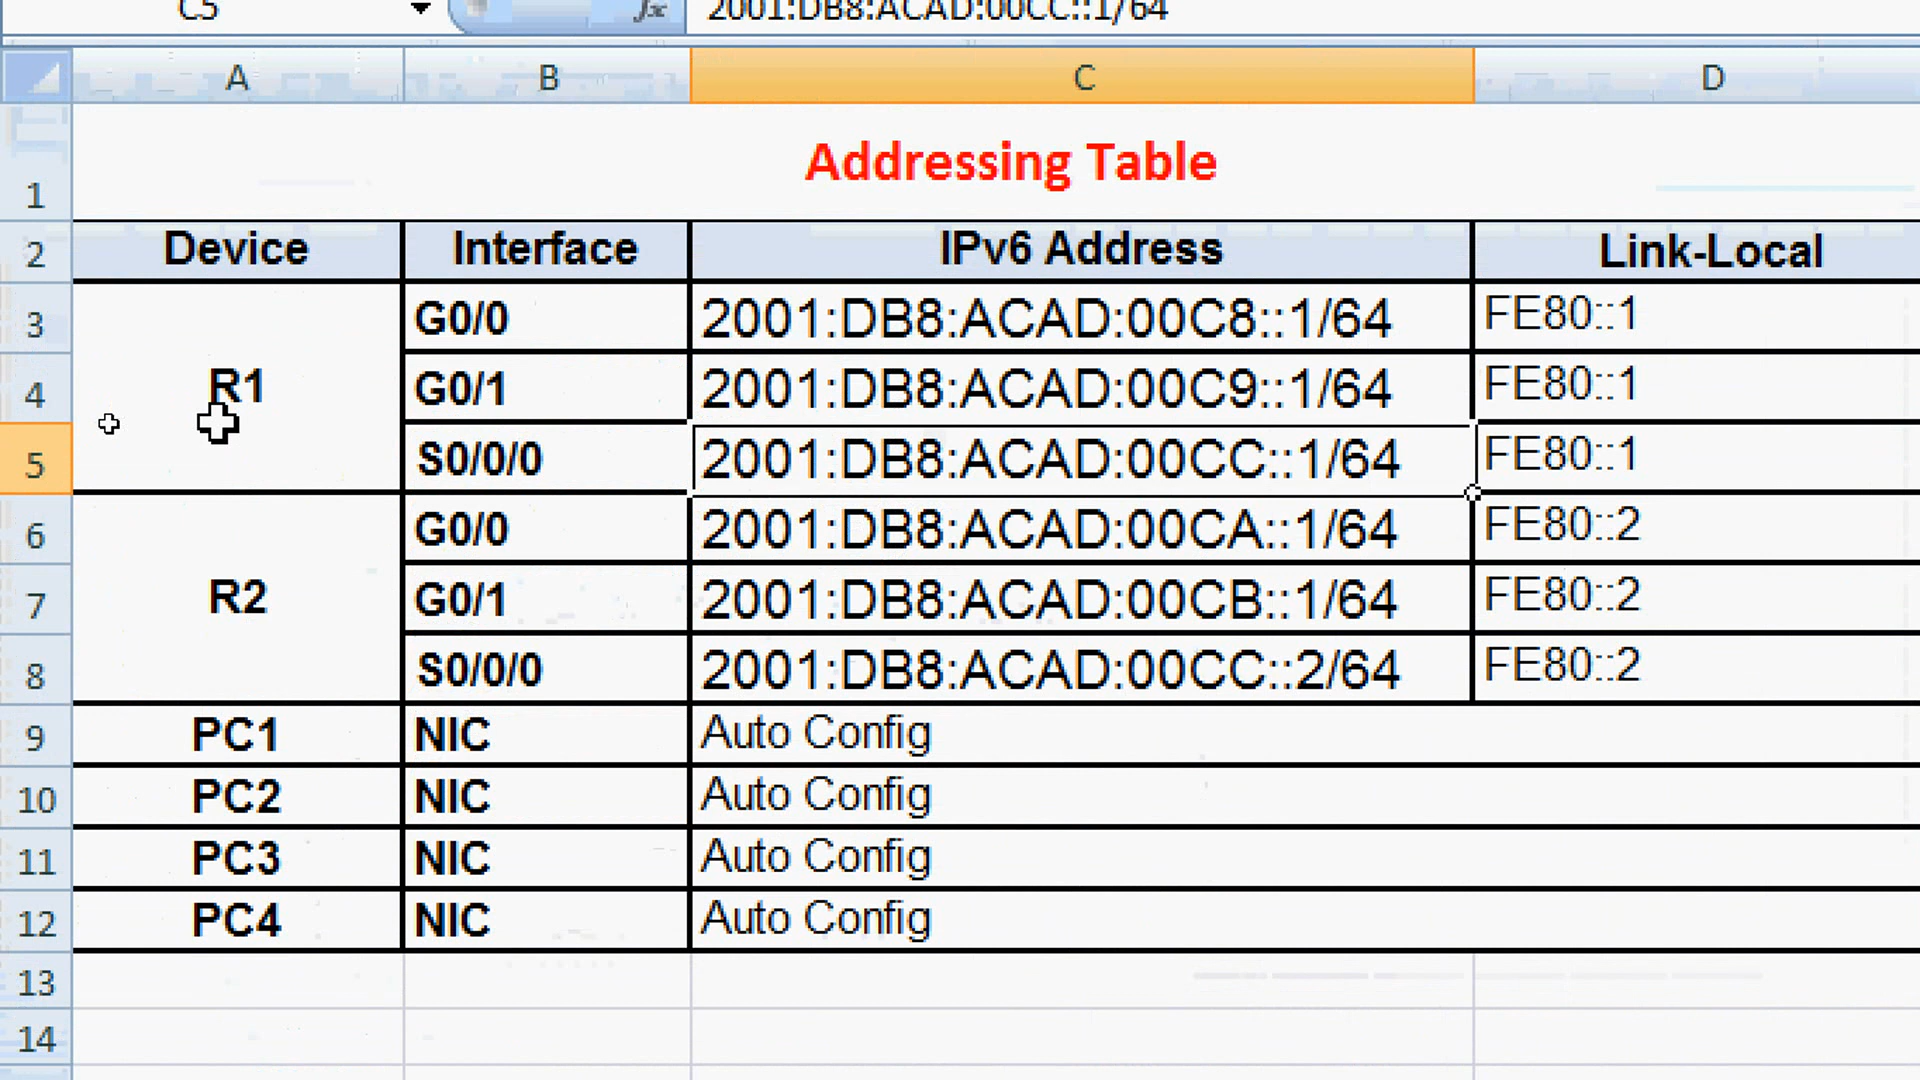 C5 fx 2001:DB8:ACAD:00CC::1/64
A B C D
1 Addressing Table
2 Device Interface IPv6 Address Link-Local
3 G0/0 2001:DB8:ACAD:00C8::1/64 FE80::1
4 R1 G0/1 2001:DB8:ACAD:00C9::1/64 FE80::1
5 S0/0/0 2001:DB8:ACAD:00CC::1/64 FE80::1
6 G0/0 2001:DB8:ACAD:00CA::1/64 FE80::2
7 R2 G0/1 2001:DB8:ACAD:00CB::1/64 FE80::2
8 S0/0/0 2001:DB8:ACAD:00CC::2/64 FE80::2
9 PC1 NIC Auto Config
10 PC2 NIC Auto Config
11 PC3 NIC Auto Config
12 PC4 NIC Auto Config
13
14